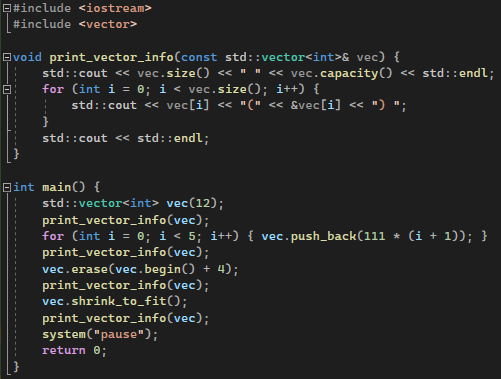 #include <iostream>
#include <vector>

void print_vector_info(const std::vector<int>& vec) {
    std::cout << vec.size() << " " << vec.capacity() << std::endl;
    for (int i = 0; i < vec.size(); i++) {
        std::cout << vec[i] << "(" << &vec[i] << ") ";
    }
    std::cout << std::endl;
}

int main() {
    std::vector<int> vec(12);
    print_vector_info(vec);
    for (int i = 0; i < 5; i++) { vec.push_back(111 * (i + 1)); }
    print_vector_info(vec);
    vec.erase(vec.begin() + 4);
    print_vector_info(vec);
    vec.shrink_to_fit();
    print_vector_info(vec);
    system("pause");
    return 0;
}